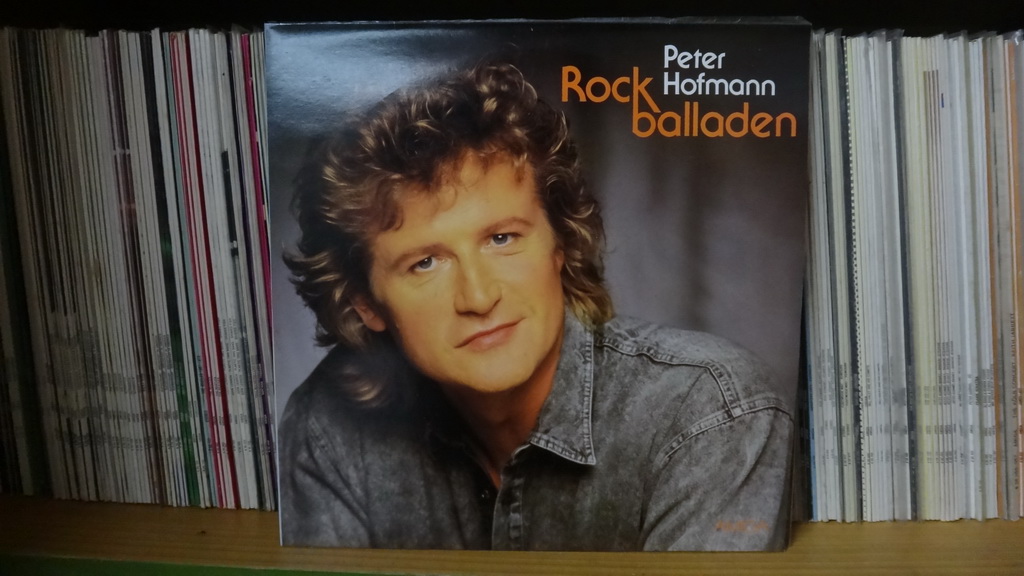 Peter
Hofmann
Rock
balladen